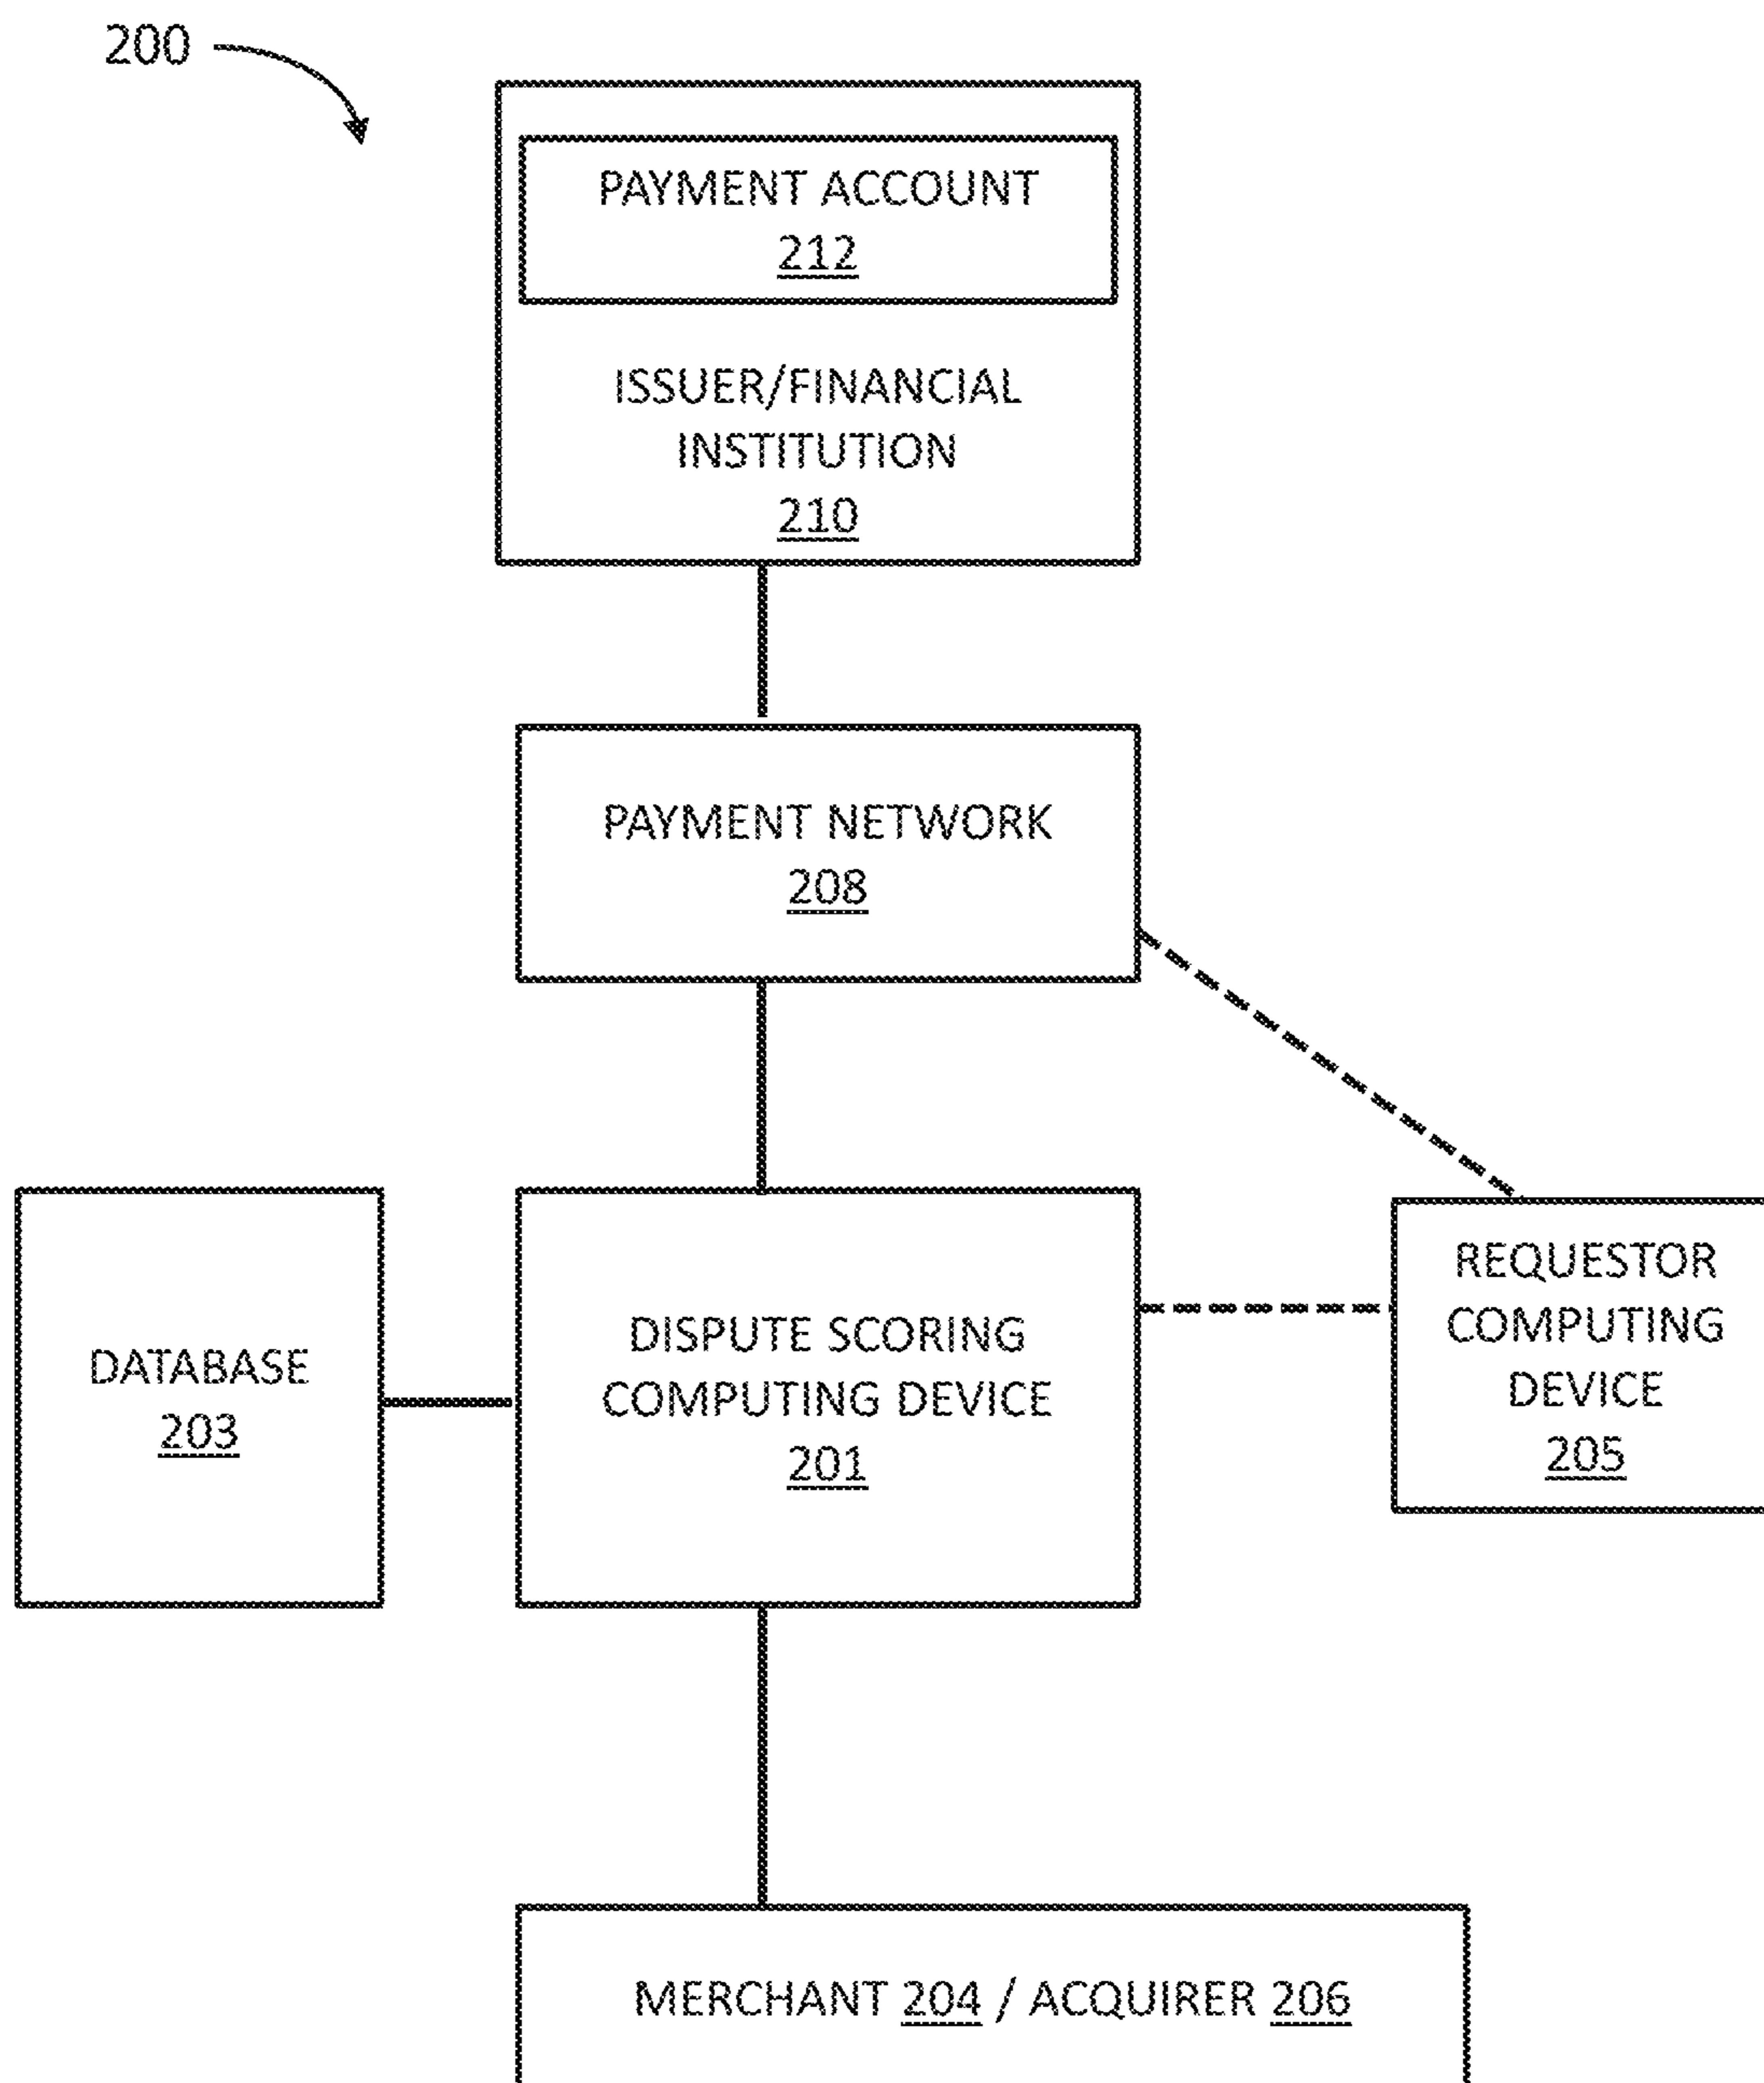 200
PAYMENT ACCOUNT
212
ISSUER/FINANCIAL
INSTITUTION
210
PAYMENT NETWORK
208
DATABASE
203
DISPUTE SCORING
COMPUTING DEVICE
201
REQUESTOR
COMPUTING
DEVICE
205
MERCHANT 204 / ACQUIRER 206